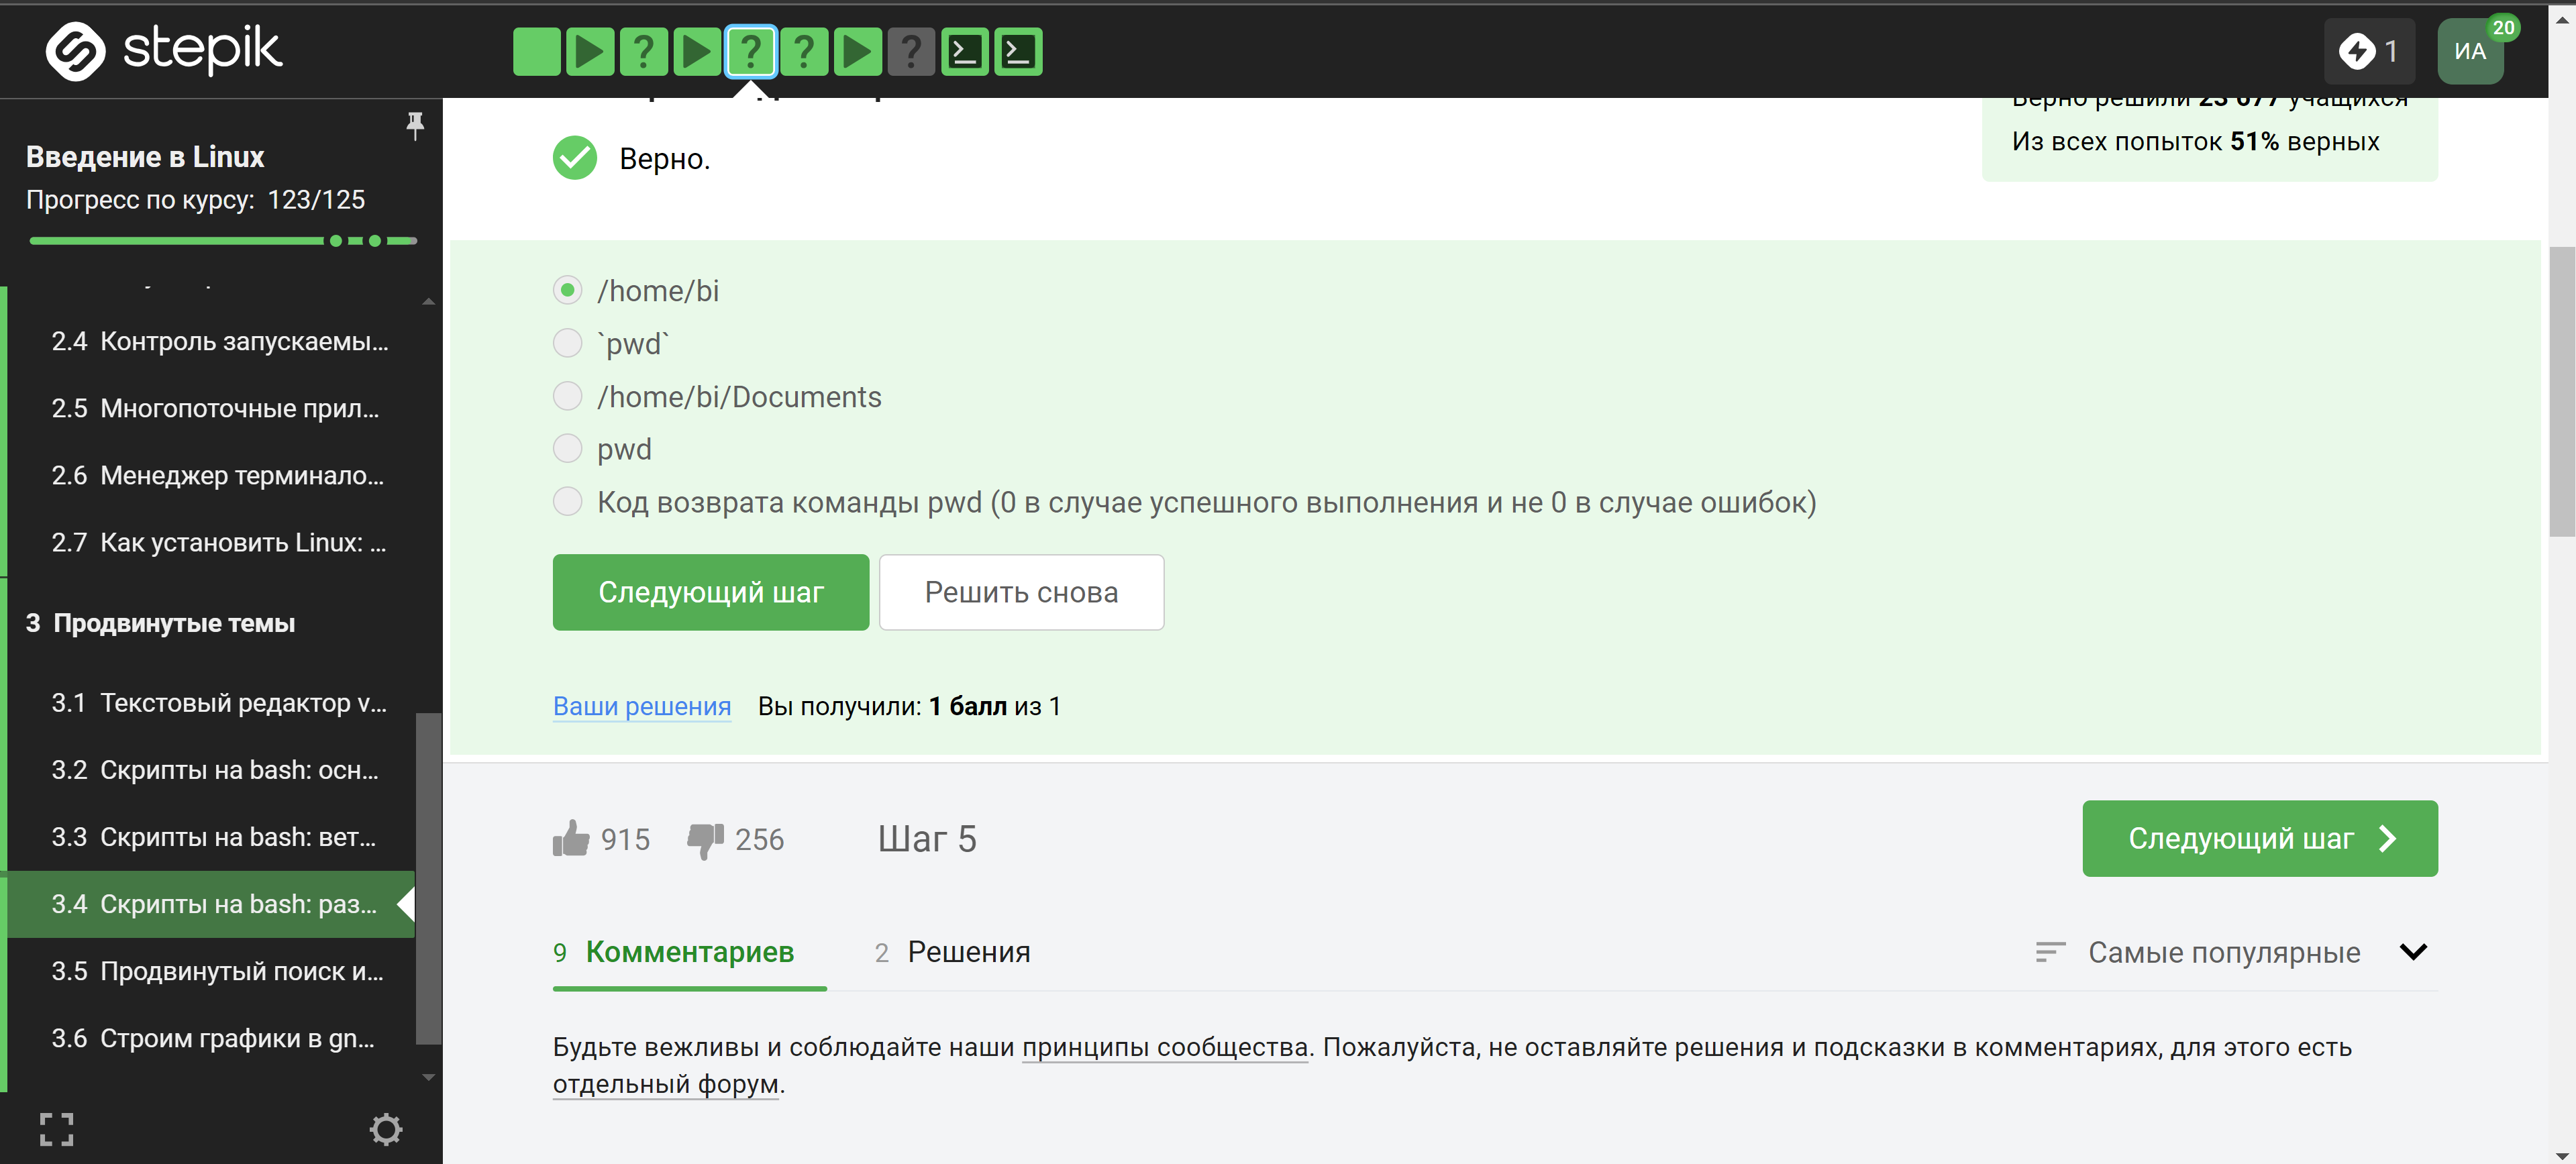 stepik
1
ИА
20
Введение в Linux
Прогресс по курсу: 123/125
2.4 Контроль запускаемы...
2.5 Многопоточные прил...
2.6 Менеджер терминало...
2.7 Как установить Linux: ...
3 Продвинутые темы
3.1 Текстовый редактор v...
3.2 Скрипты на bash: осн...
3.3 Скрипты на bash: вет...
3.4 Скрипты на bash: раз...
3.5 Продвинутый поиск и...
3.6 Строим графики в gn...
Верно решили 23 677 учащихся
Из всех попыток 51% верных
Верно.
/home/bi
`pwd`
/home/bi/Documents
pwd
Код возврата команды pwd (0 в случае успешного выполнения и не 0 в случае ошибок)
Следующий шаг
Решить снова
Ваши решения Вы получили: 1 балл из 1
915 256 Шаг 5
Следующий шаг
9 Комментариев 2 Решения
Самые популярные
Будьте вежливы и соблюдайте наши принципы сообщества. Пожалуйста, не оставляйте решения и подсказки в комментариях, для этого есть
отдельный форум.